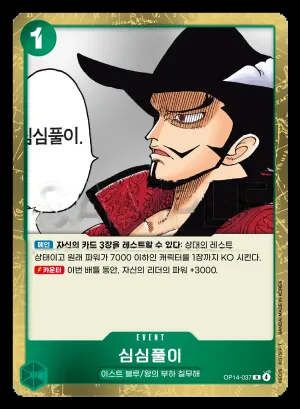 1
심심풀이.
메인 자신의 카드 3장을 레스트할 수 있다: 상대의 레스트
상태이고 원래 파워가 7000 이하인 캐릭터를 1장까지 KO 시킨다.
카운터 이번 배틀 동안, 자신의 리더의 파워 +3000.
EVENT
심심풀이
이스트 블루/왕의 부하 칠무해
OP14-037 R